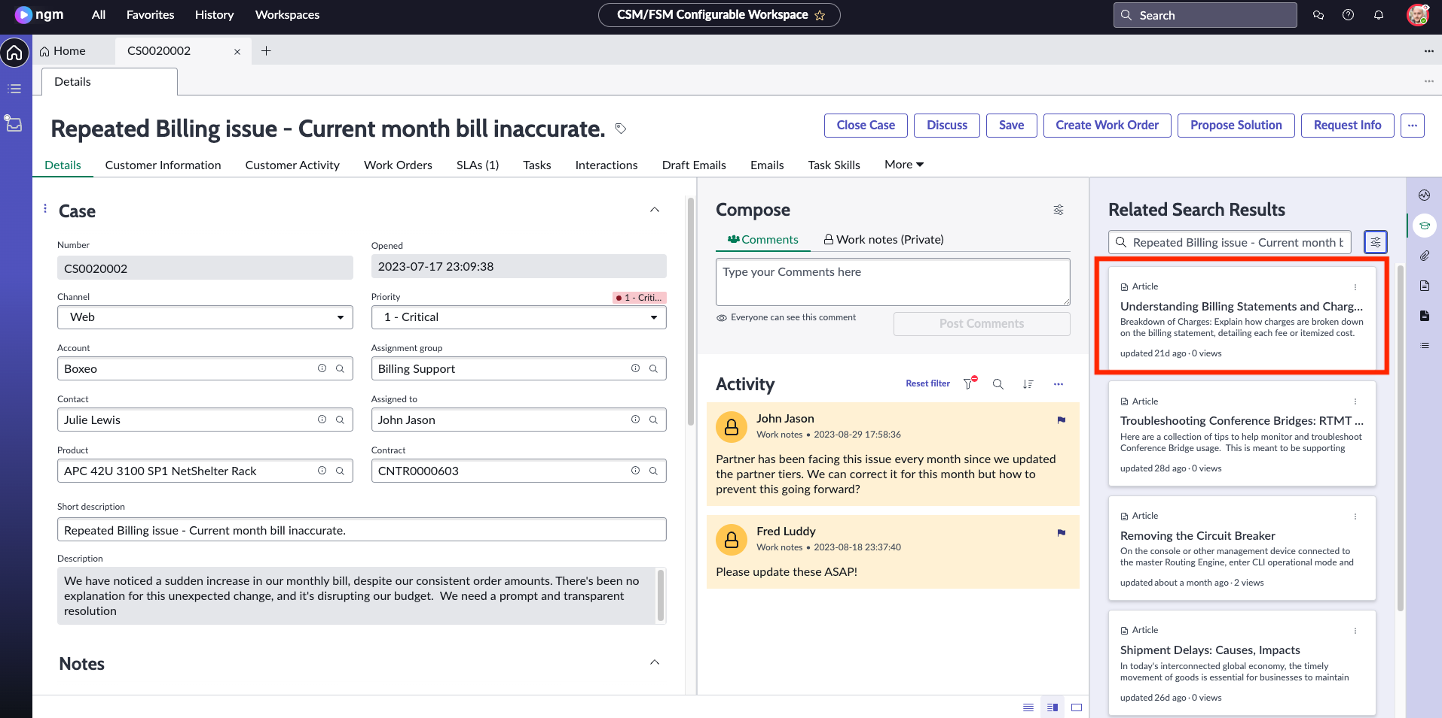 ngm
All
Favorites
History
Workspaces
CSM/FSM Configurable Workspace
Search
Home
CS0020002
Details
Repeated Billing issue - Current month bill inaccurate.
Close Case
Discuss
Save
Create Work Order
Propose Solution
Request Info
Details
Customer Information
Customer Activity
Work Orders
SLAs (1)
Tasks
Interactions
Draft Emails
Emails
Task Skills
More
Case
Number
CS0020002
Opened
2023-07-17 23:09:38
Channel
Web
Priority
1 - Criti...
1 - Critical
Account
Boxeo
Assignment group
Billing Support
Contact
Julie Lewis
Assigned to
John Jason
Product
APC 42U 3100 SP1 NetShelter Rack
Contract
CNTR0000603
Short description
Repeated Billing issue - Current month bill inaccurate.
Description
We have noticed a sudden increase in our monthly bill, despite our consistent order amounts. There's been no
explanation for this unexpected change, and it's disrupting our budget.  We need a prompt and transparent
resolution
Notes
Compose
Comments
Work notes (Private)
Type your Comments here
Everyone can see this comment
Post Comments
Activity
Reset filter
John Jason
Work notes • 2023-08-29 17:58:36
Partner has been facing this issue every month since we updated
the partner tiers. We can correct it for this month but how to
prevent this going forward?
Fred Luddy
Work notes • 2023-08-18 23:37:40
Please update these ASAP!
Related Search Results
Repeated Billing issue - Current month b
Article
Understanding Billing Statements and Charg...
Breakdown of Charges: Explain how charges are broken down
on the billing statement, detailing each fee or itemized cost.
updated 21d ago · 0 views
Article
Troubleshooting Conference Bridges: RTMT ...
Here are a collection of tips to help monitor and troubleshoot
Conference Bridge usage.  This is meant to be supporting
updated 28d ago · 0 views
Article
Removing the Circuit Breaker
On the console or other management device connected to
the master Routing Engine, enter CLI operational mode and
updated about a month ago · 2 views
Article
Shipment Delays: Causes, Impacts
In today's interconnected global economy, the timely
movement of goods is essential for businesses to maintain
updated 26d ago · 0 views